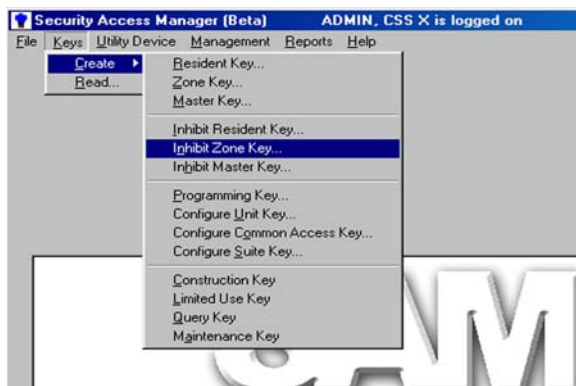 Security Access Manager (Beta) ADMIN, CSS X is logged on
File Keys Utility Device Management Reports Help
Create
Read...
Resident Key...
Zone Key...
Master Key...
Inhibit Resident Key...
Inhibit Zone Key...
Inhibit Master Key...
Programming Key...
Configure Unit Key...
Configure Common Access Key...
Configure Suite Key...
Construction Key
Limited Use Key
Query Key
Maintenance Key
SAM